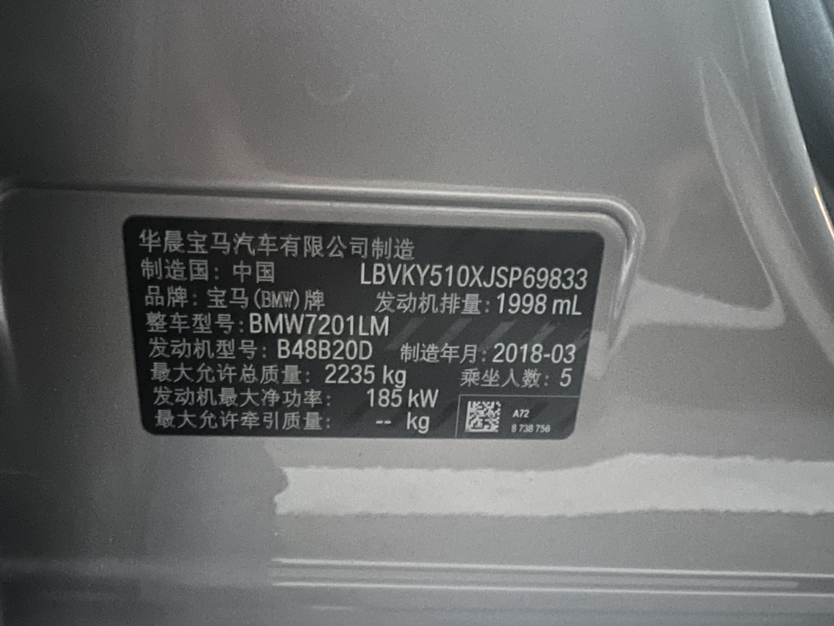 华晨宝马汽车有限公司制造
制造国: 中国 LBVKY510XJSP69833
品牌: 宝马(BMW)牌 发动机排量: 1998 mL
整车型号: BMW7201LM
发动机型号: B48B20D 制造年月: 2018-03
最大允许总质量: 2235 kg 乘坐人数: 5
发动机最大净功率: 185 kW
最大允许牵引质量: -- kg
A72
8 738 756